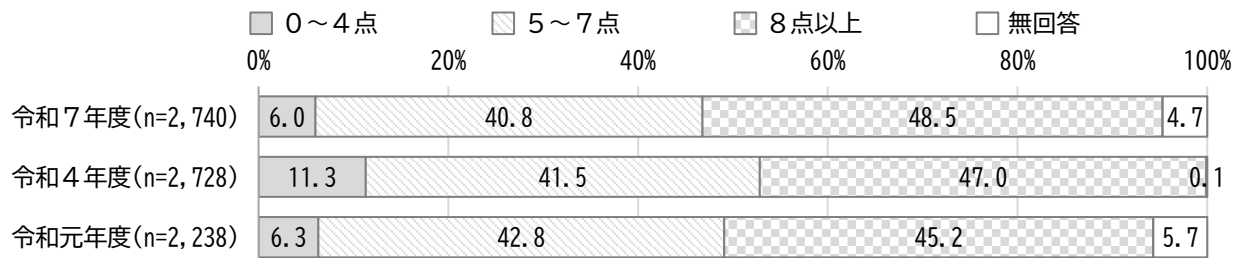 ０～４点 ５～７点 ８点以上 無回答
0% 20% 40% 60% 80% 100%
令和７年度(n=2,740) 6.0 40.8 48.5 4.7
令和４年度(n=2,728) 11.3 41.5 47.0 0.1
令和元年度(n=2,238) 6.3 42.8 45.2 5.7